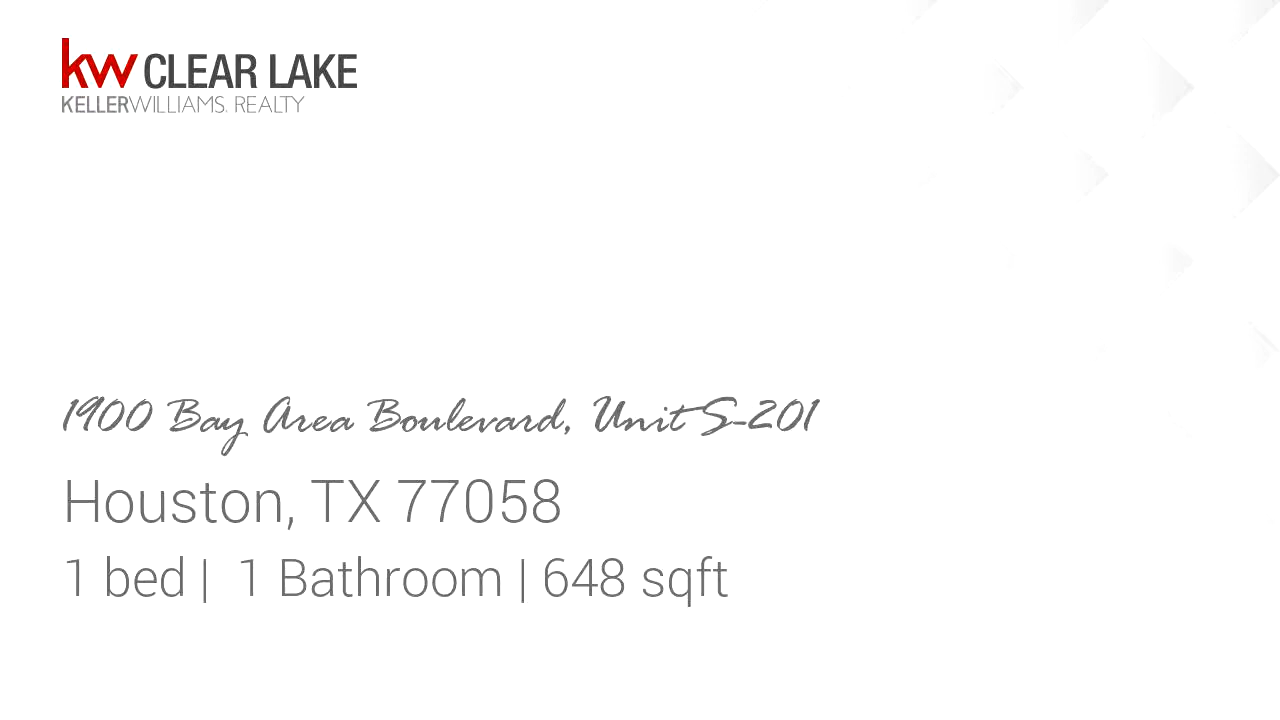 kw CLEAR LAKE
KELLERWILLIAMS. REALTY
1900 Bay Area Boulevard, Unit S-201
Houston, TX 77058
1 bed | 1 Bathroom | 648 sqft